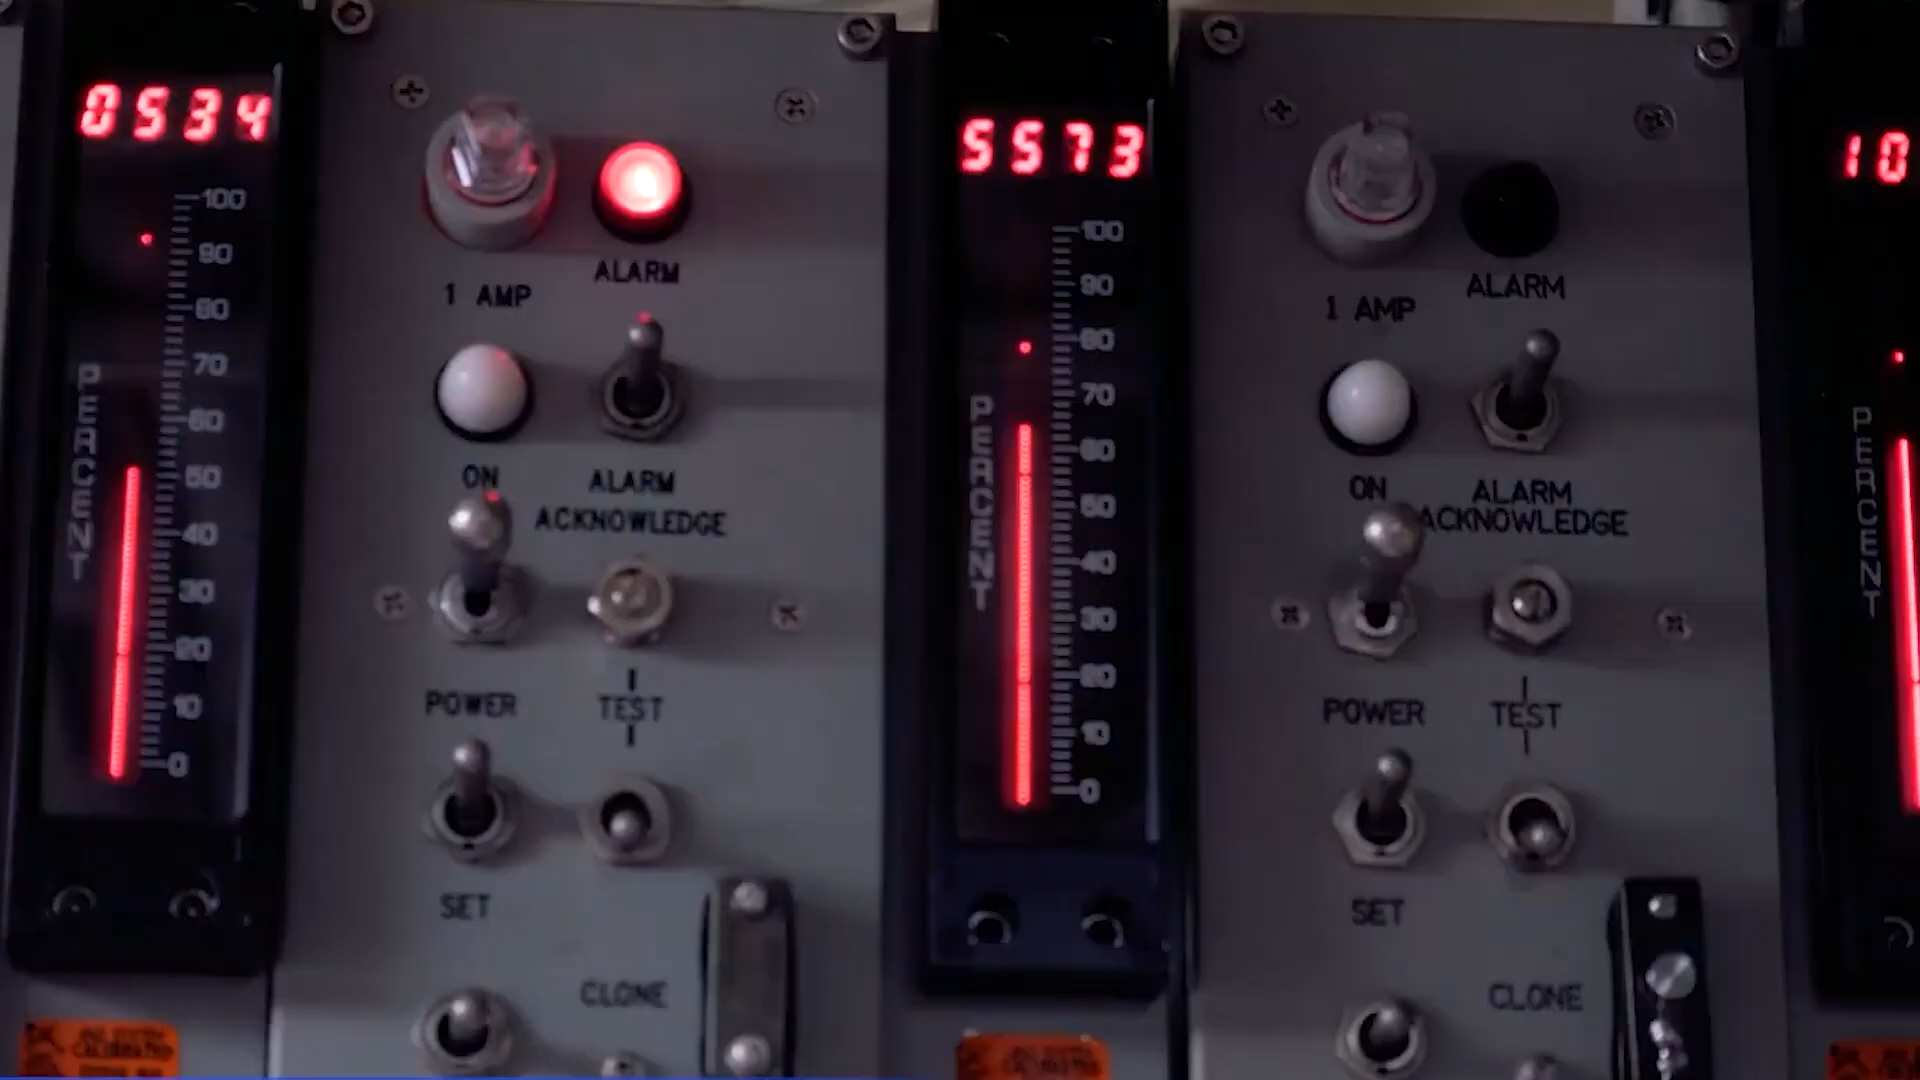 0534
100
90
80
70
60
50
40
30
20
10
0
PERCENT
1 AMP
ALARM
ON
ALARM
ACKNOWLEDGE
POWER
TEST
SET
CLONE
5573
100
90
80
70
60
50
40
30
20
10
0
PERCENT
1 AMP
ALARM
ON
ALARM
ACKNOWLEDGE
POWER
TEST
SET
CLONE
10
PERCENT